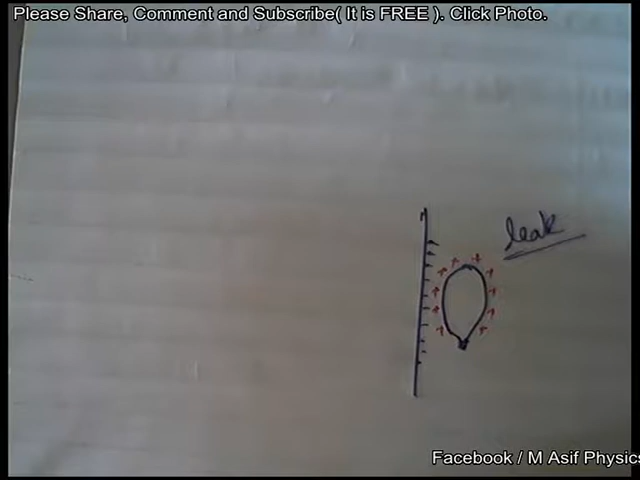 Please Share, Comment and Subscribe( It is FREE ). Click Photo.
leak
Facebook / M Asif Physics